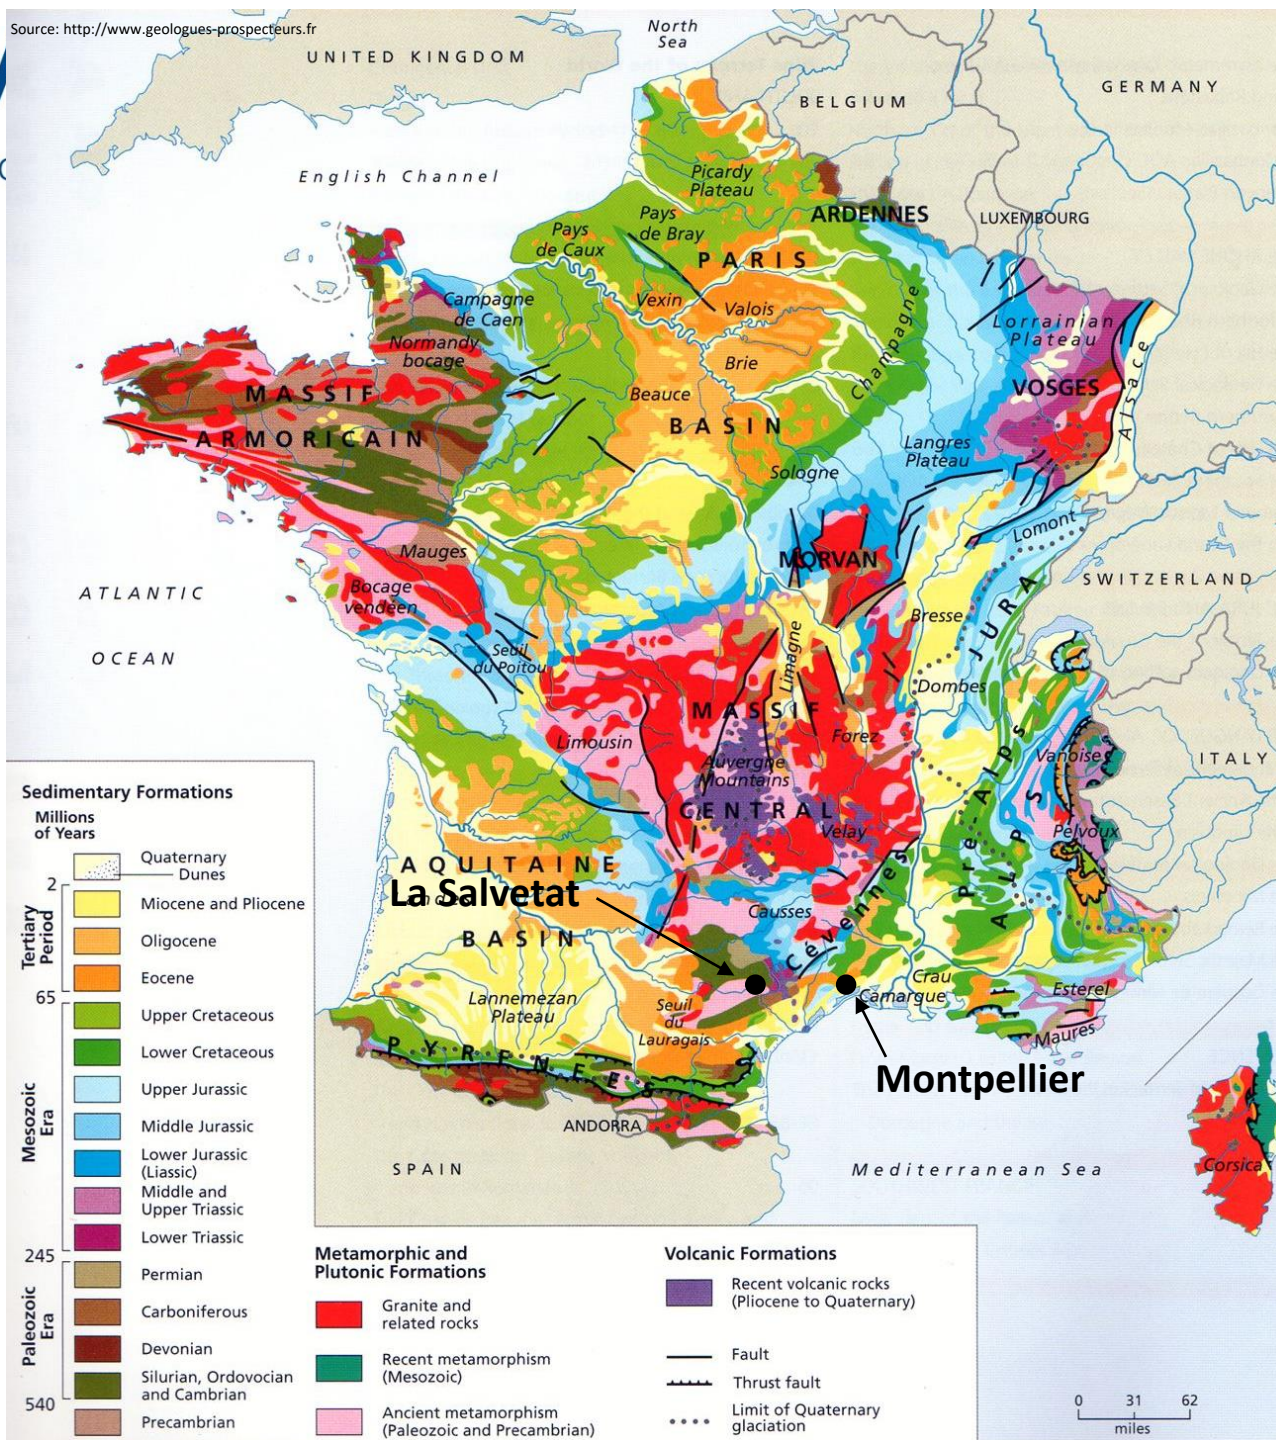 Source: http://www.geologues-prospecteurs.fr
North
Sea
UNITED KINGDOM
GERMANY
BELGIUM
English Channel
Picardy
Plateau
ARDENNES
LUXEMBOURG
Pays
de Bray
Pays
de Caux
PARIS
Vexin
Valois
Champagne
Campagne
de Caen
Lorrainian
Plateau
Normandy
bocage
Brie
Alsace
VOSGES
MASSIF
Beauce
ARMORICAIN
BASIN
Langres
Plateau
Sologne
Lomont
Mauges
MORVAN
SWITZERLAND
ATLANTIC
OCEAN
Bocage
vendéen
Bresse
JURA
Seuil
du Poitou
Limagne
Dombes
MASSIF
Limousin
Forez
Auvergne
Mountains
Vanoise
ITALY
CENTRAL
Velay
Pre-Alps
ALPS
Pelvoux
AQUITAINE
La Salvetat
Causses
Cévennes
BASIN
Crau
Camargue
Esterel
Lannemezan
Plateau
Seuil
du
Lauragais
Maures
PYRENEES
Montpellier
ANDORRA
SPAIN
Mediterranean Sea
Corsica
Sedimentary Formations
Millions
of Years
Quaternary
Dunes
2
Tertiary
Period
Miocene and Pliocene
Oligocene
Eocene
65
Mesozoic
Era
Upper Cretaceous
Lower Cretaceous
Upper Jurassic
Middle Jurassic
Lower Jurassic
(Liassic)
Middle and
Upper Triassic
Lower Triassic
245
Paleozoic
Era
Permian
Carboniferous
Devonian
Silurian, Ordovocian
and Cambrian
540
Precambrian
Metamorphic and
Plutonic Formations
Granite and
related rocks
Recent metamorphism
(Mesozoic)
Ancient metamorphism
(Paleozoic and Precambrian)
Volcanic Formations
Recent volcanic rocks
(Pliocene to Quaternary)
Fault
Thrust fault
Limit of Quaternary
glaciation
0 31 62
miles